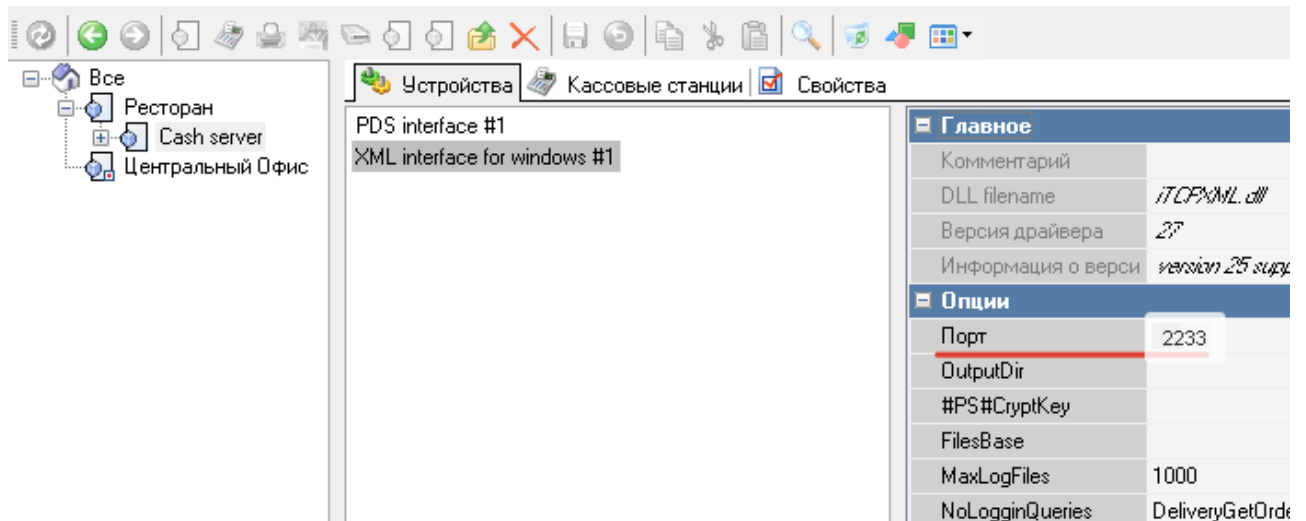 Все
Ресторан
Cash server
Центральный Офис
Устройства Кассовые станции Свойства
PDS interface #1
XML interface for windows #1
Главное
Комментарий
DLL filename iTCPXML.dll
Версия драйвера 27
Информация о верси version 25 supp
Опции
Порт 2233
OutputDir
#PS#CryptKey
FilesBase
MaxLogFiles 1000
NoLogginQueries DeliveryGetOrde